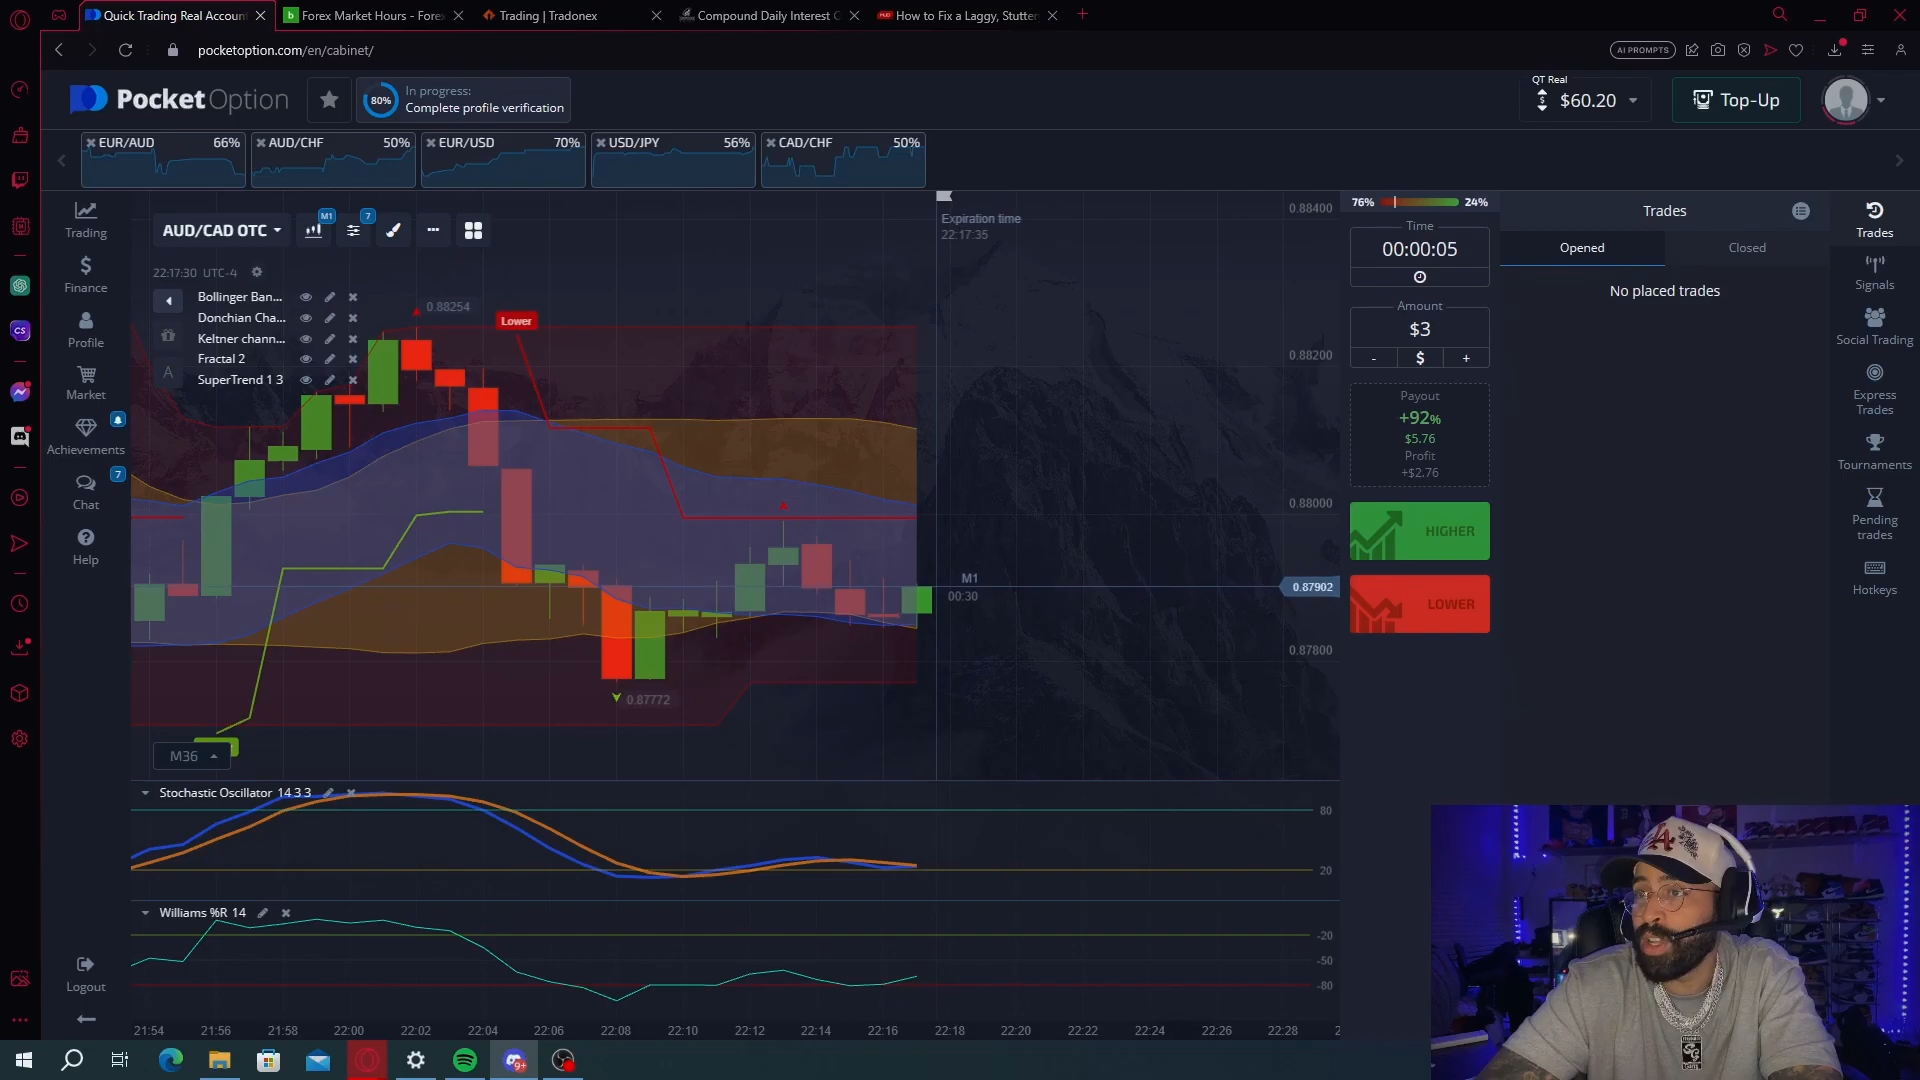 Quick Trading Real Accoun
Forex Market Hours - Fore
Trading | Tradonex
Compound Daily Interest C
How to Fix a Laggy, Stutter
pocketoption.com/en/cabinet/
AI PROMPTS
PocketOption
80%
In progress:
Complete profile verification
QT Real
$60.20
Top-Up
EUR/AUD 66%
AUD/CHF 50%
EUR/USD 70%
USD/JPY 56%
CAD/CHF 50%
Trading
Finance
Profile
Market
Achievements
Chat
7
Help
Logout
AUD/CAD OTC
M1
7
22:17:30 UTC-4
Bollinger Ban...
Donchian Cha...
Keltner chann...
Fractal 2
SuperTrend 1 3
A
0.88254
Lower
0.87772
M36
Expiration time
22:17:35
M1
00:30
0.88400
0.88200
0.88000
0.87902
0.87800
Stochastic Oscillator 14 3 3
80
20
Williams %R 14
-20
-50
-80
21:54 21:56 21:58 22:00 22:02 22:04 22:06 22:08 22:10 22:12 22:14 22:16 22:18 22:20 22:22 22:24 22:26 22:28 2
76% 24%
Time
00:00:05
Amount
$3
- $ +
Payout
+92%
$5.76
Profit
+$2.76
HIGHER
LOWER
Trades
Opened Closed
No placed trades
Trades
Signals
Social Trading
Express
Trades
Tournaments
Pending
trades
Hotkeys
CS
9+
A